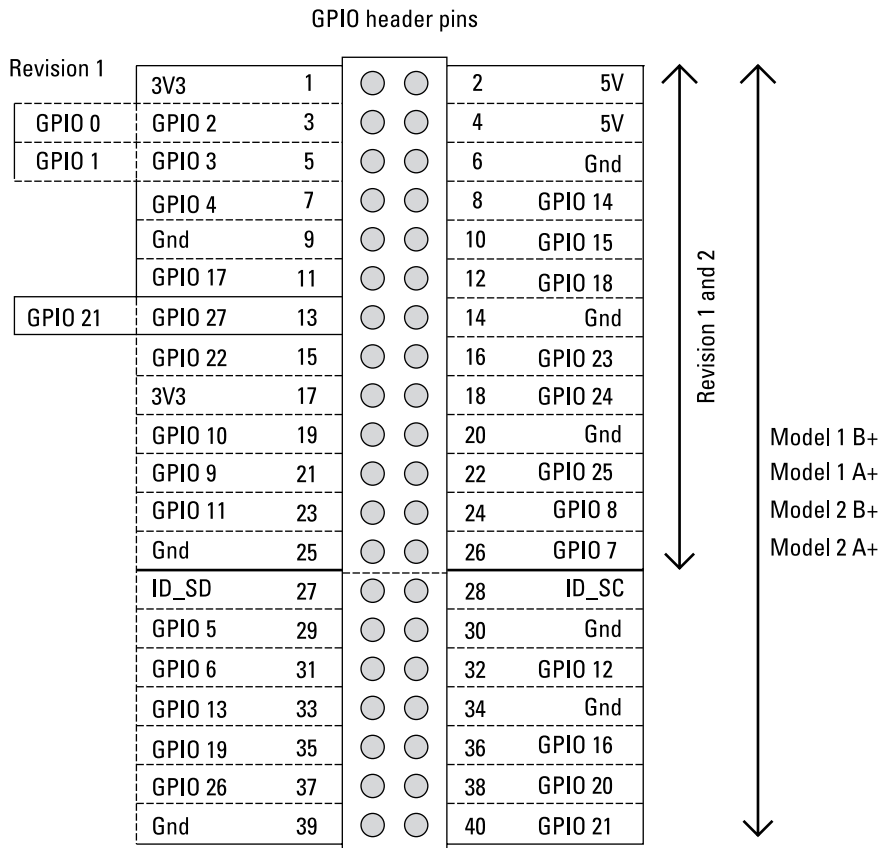 GPIO header pins
Revision 1
3V3 1 2 5V
GPIO 0 GPIO 2 3 4 5V
GPIO 1 GPIO 3 5 6 Gnd
GPIO 4 7 8 GPIO 14
Gnd 9 10 GPIO 15
GPIO 17 11 12 GPIO 18
GPIO 21 GPIO 27 13 14 Gnd
GPIO 22 15 16 GPIO 23
3V3 17 18 GPIO 24
GPIO 10 19 20 Gnd
GPIO 9 21 22 GPIO 25
GPIO 11 23 24 GPIO 8
Gnd 25 26 GPIO 7
ID_SD 27 28 ID_SC
GPIO 5 29 30 Gnd
GPIO 6 31 32 GPIO 12
GPIO 13 33 34 Gnd
GPIO 19 35 36 GPIO 16
GPIO 26 37 38 GPIO 20
Gnd 39 40 GPIO 21
Revision 1 and 2
Model 1 B+
Model 1 A+
Model 2 B+
Model 2 A+